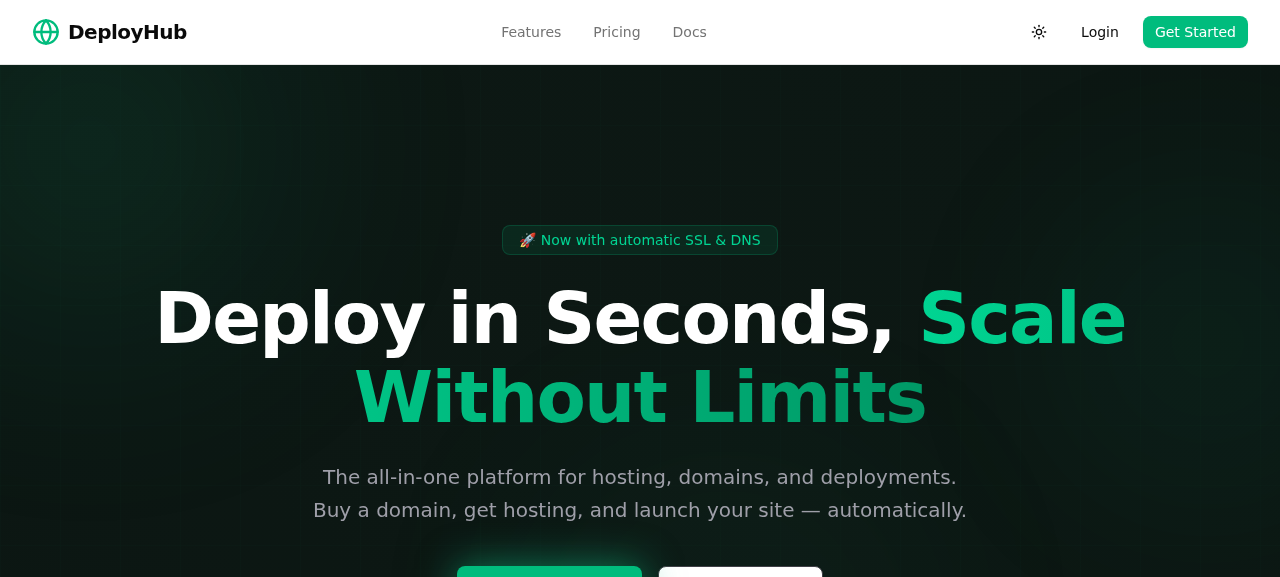 DeployHub
Features
Pricing
Docs
Login
Get Started
🚀 Now with automatic SSL & DNS
Deploy in Seconds, Scale
Without Limits
The all-in-one platform for hosting, domains, and deployments.
Buy a domain, get hosting, and launch your site — automatically.